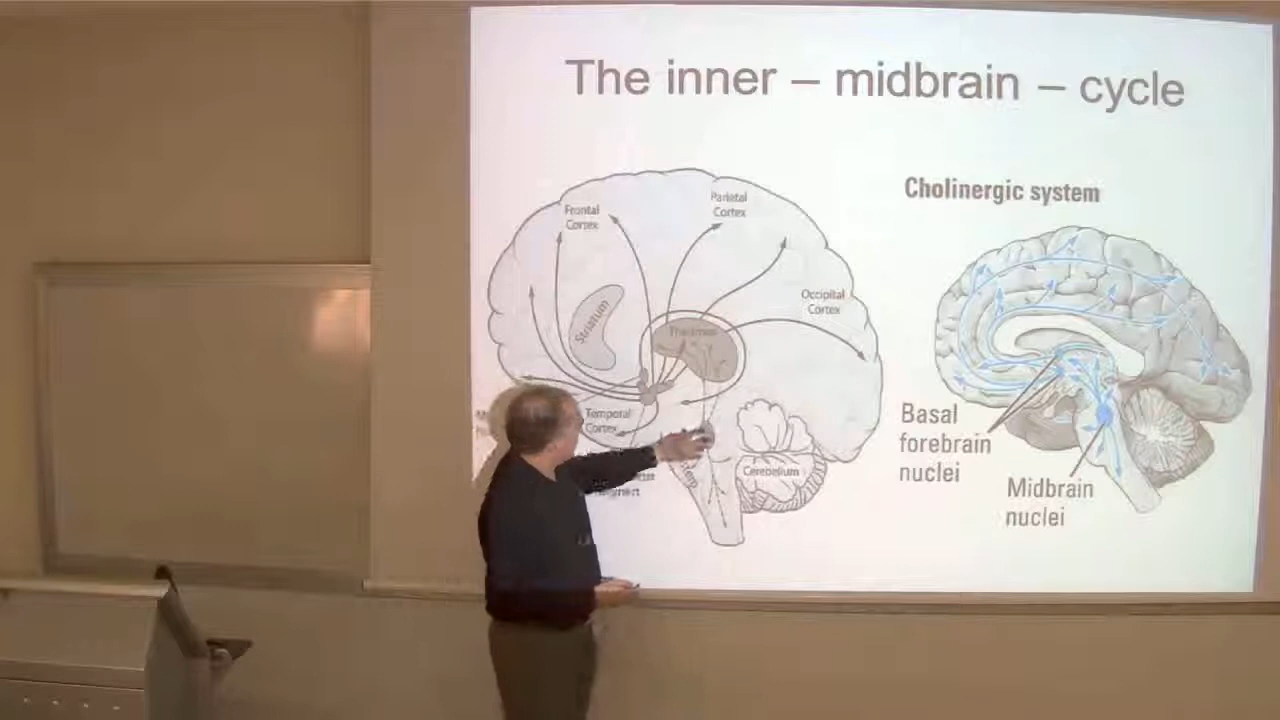 The inner – midbrain – cycle
Frontal
Cortex
Parietal
Cortex
Occipital
Cortex
Striatum
Thalamus
Temporal
Cortex
Cerebellum
Cholinergic system
Basal
forebrain
nuclei
Midbrain
nuclei